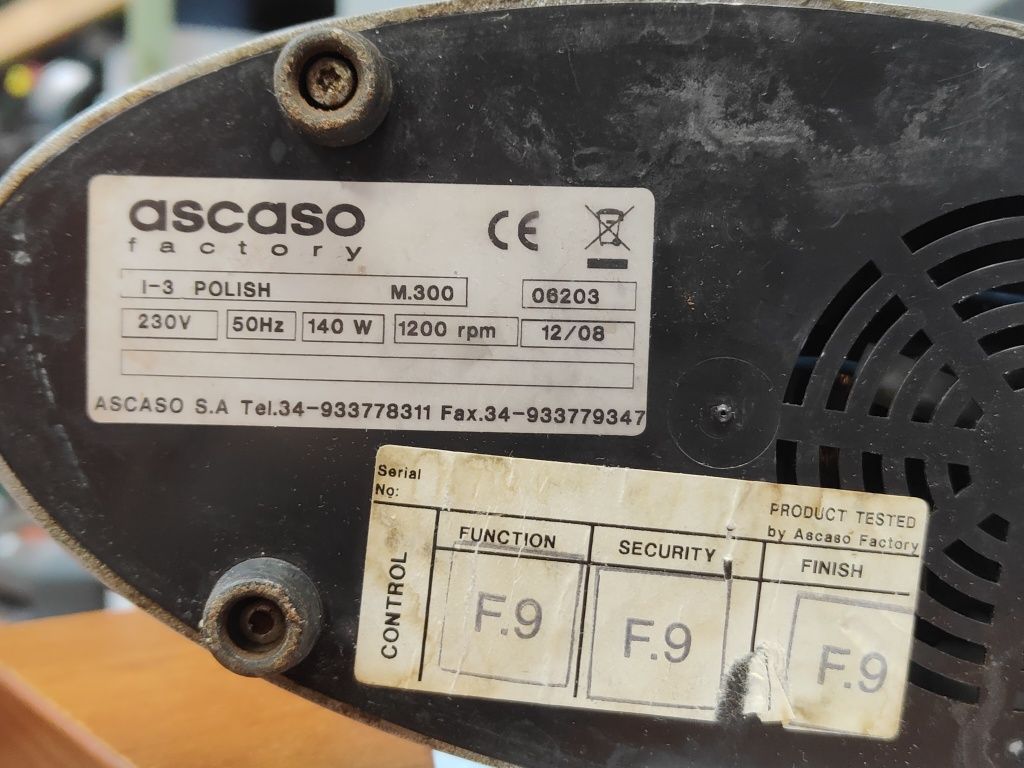 ascaso
factory
CE
I-3 POLISH M.300 06203
230V 50Hz 140 W 1200 rpm 12/08
ASCASO S.A Tel.34-933778311 Fax.34-933779347
Serial
No:
PRODUCT TESTED
by Ascaso Factory
CONTROL
FUNCTION SECURITY FINISH
F.9 F.9 F.9